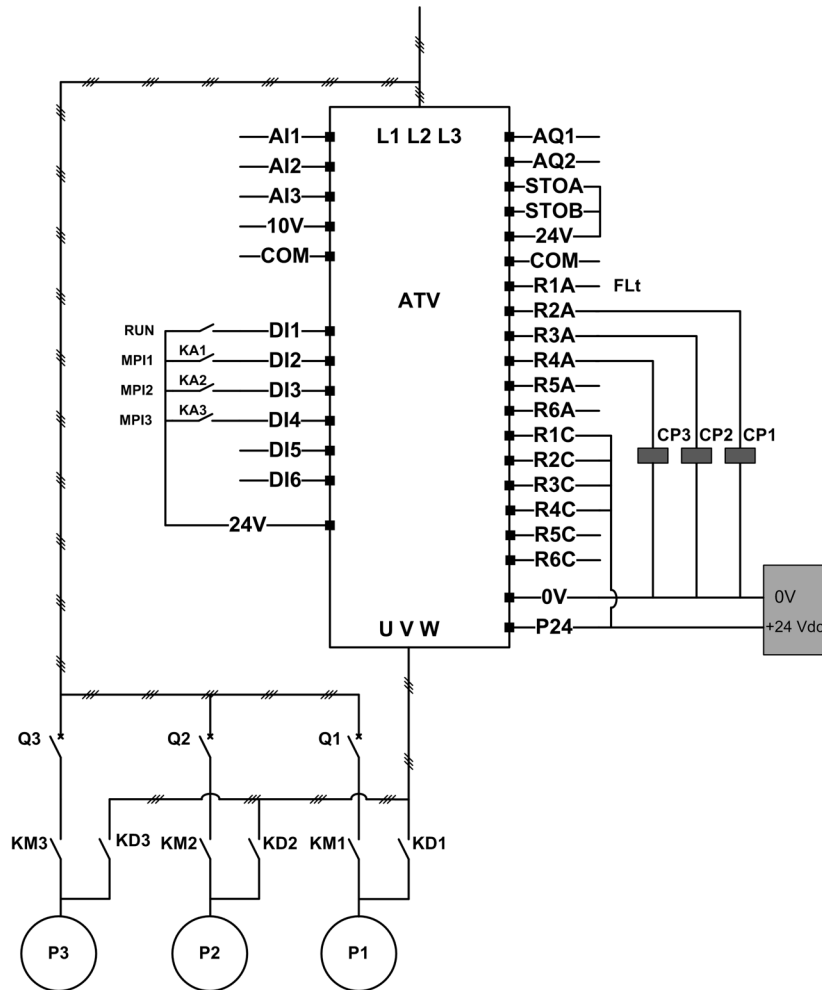 L1 L2 L3
AI1
AI2
AI3
10V
COM
RUN
DI1
MPI1
KA1
DI2
MPI2
KA2
DI3
MPI3
KA3
DI4
DI5
DI6
24V
ATV
U V W
AQ1
AQ2
STOA
STOB
24V
COM
R1A
FLt
R2A
R3A
R4A
R5A
R6A
R1C
R2C
R3C
R4C
R5C
R6C
0V
P24
CP3
CP2
CP1
0V
+24 Vdc
Q3
Q2
Q1
KM3
KD3
KM2
KD2
KM1
KD1
P3
P2
P1